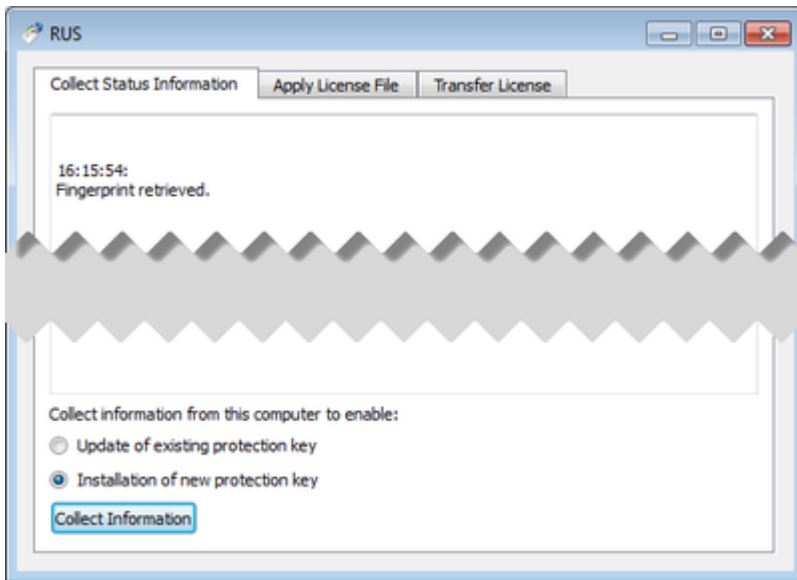 RUS
Collect Status Information
Apply License File
Transfer License
16:15:54:
Fingerprint retrieved.
Collect information from this computer to enable:
Update of existing protection key
Installation of new protection key
Collect Information